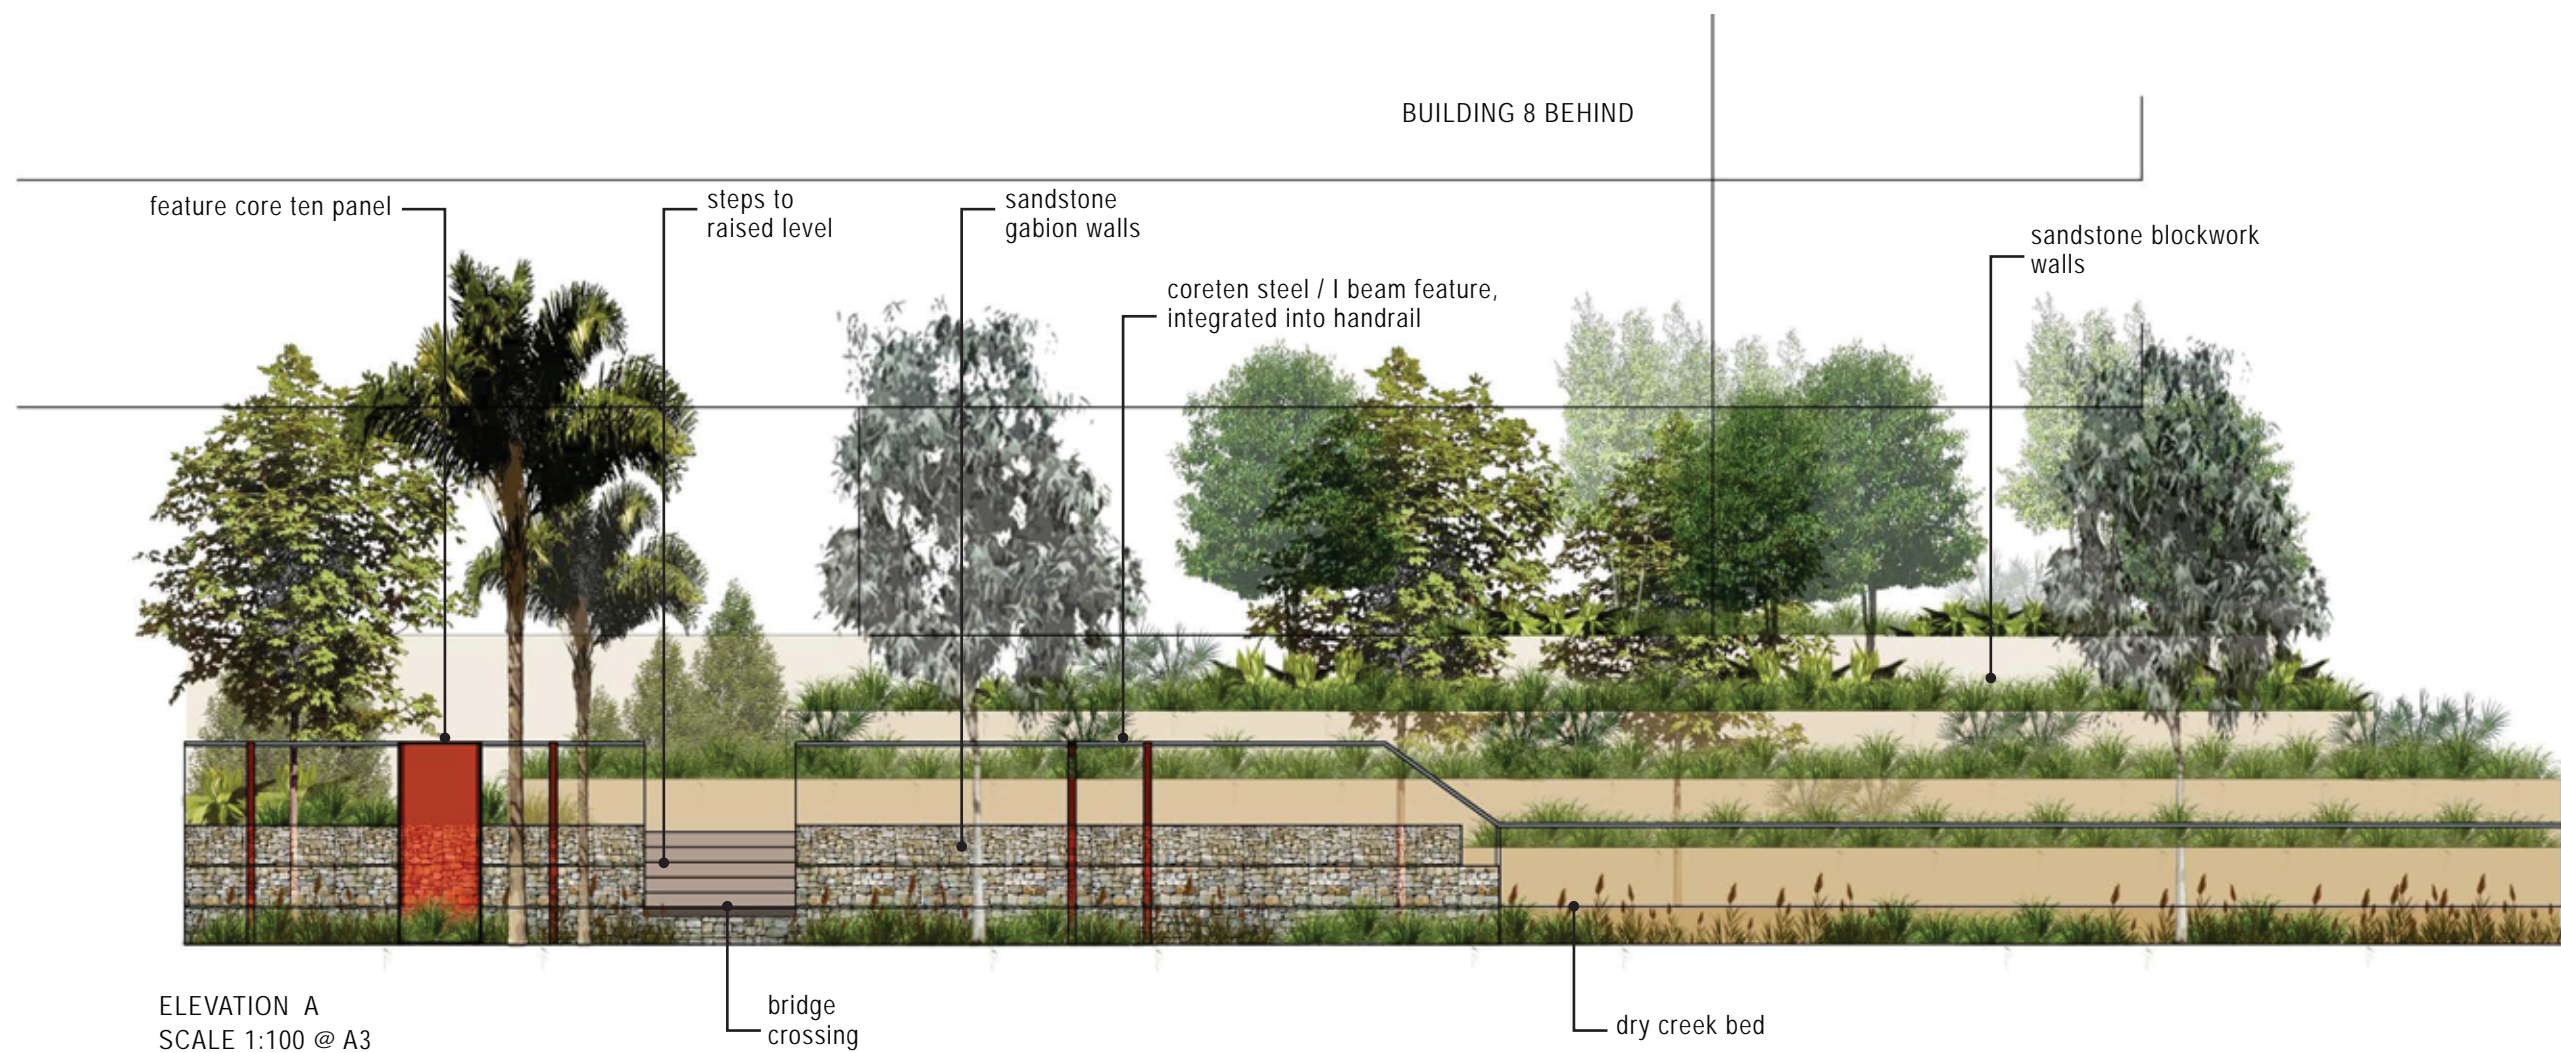 BUILDING 8 BEHIND
feature core ten panel
steps to
raised level
sandstone
gabion walls
coreten steel / I beam feature,
integrated into handrail
sandstone blockwork
walls
ELEVATION A
SCALE 1:100 @ A3
bridge
crossing
dry creek bed